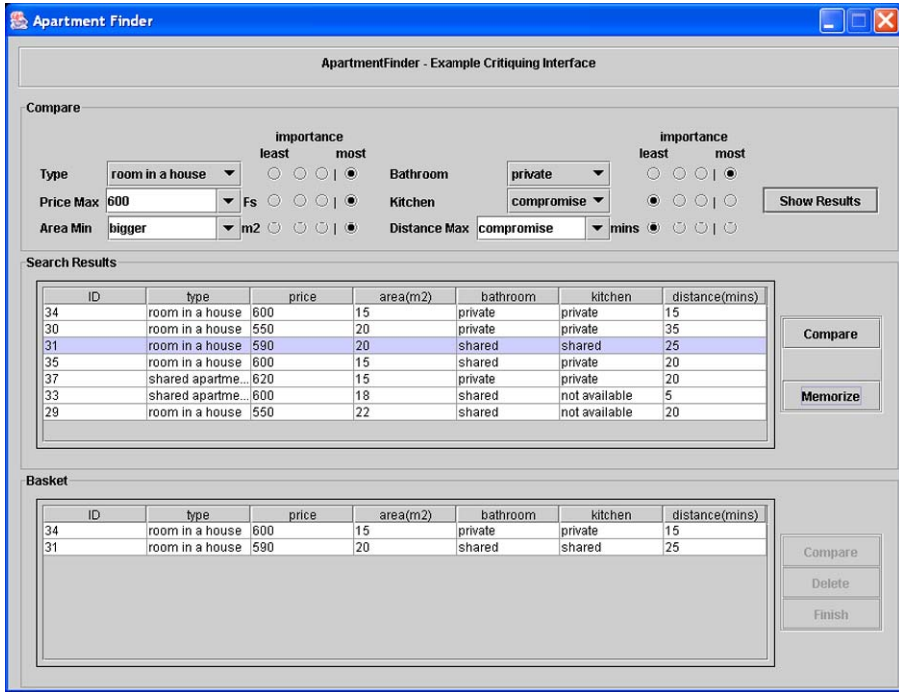 Apartment Finder
ApartmentFinder - Example Critiquing Interface
Compare
importance importance
least most least most
Type room in a house | Bathroom private |
Price Max 600 Fs | Kitchen compromise | Show Results
Area Min bigger m2 | Distance Max compromise mins |
Search Results
ID type price area(m2) bathroom kitchen distance(mins)
34 room in a house 600 15 private private 15
30 room in a house 550 20 private private 35
31 room in a house 590 20 shared shared 25
Compare
35 room in a house 600 15 shared private 20
37 shared apartme... 620 15 private private 20
33 shared apartme... 600 18 shared not available 5
Memorize
29 room in a house 550 22 shared not available 20
Basket
ID type price area(m2) bathroom kitchen distance(mins)
34 room in a house 600 15 private private 15
31 room in a house 590 20 shared shared 25
Compare
Delete
Finish